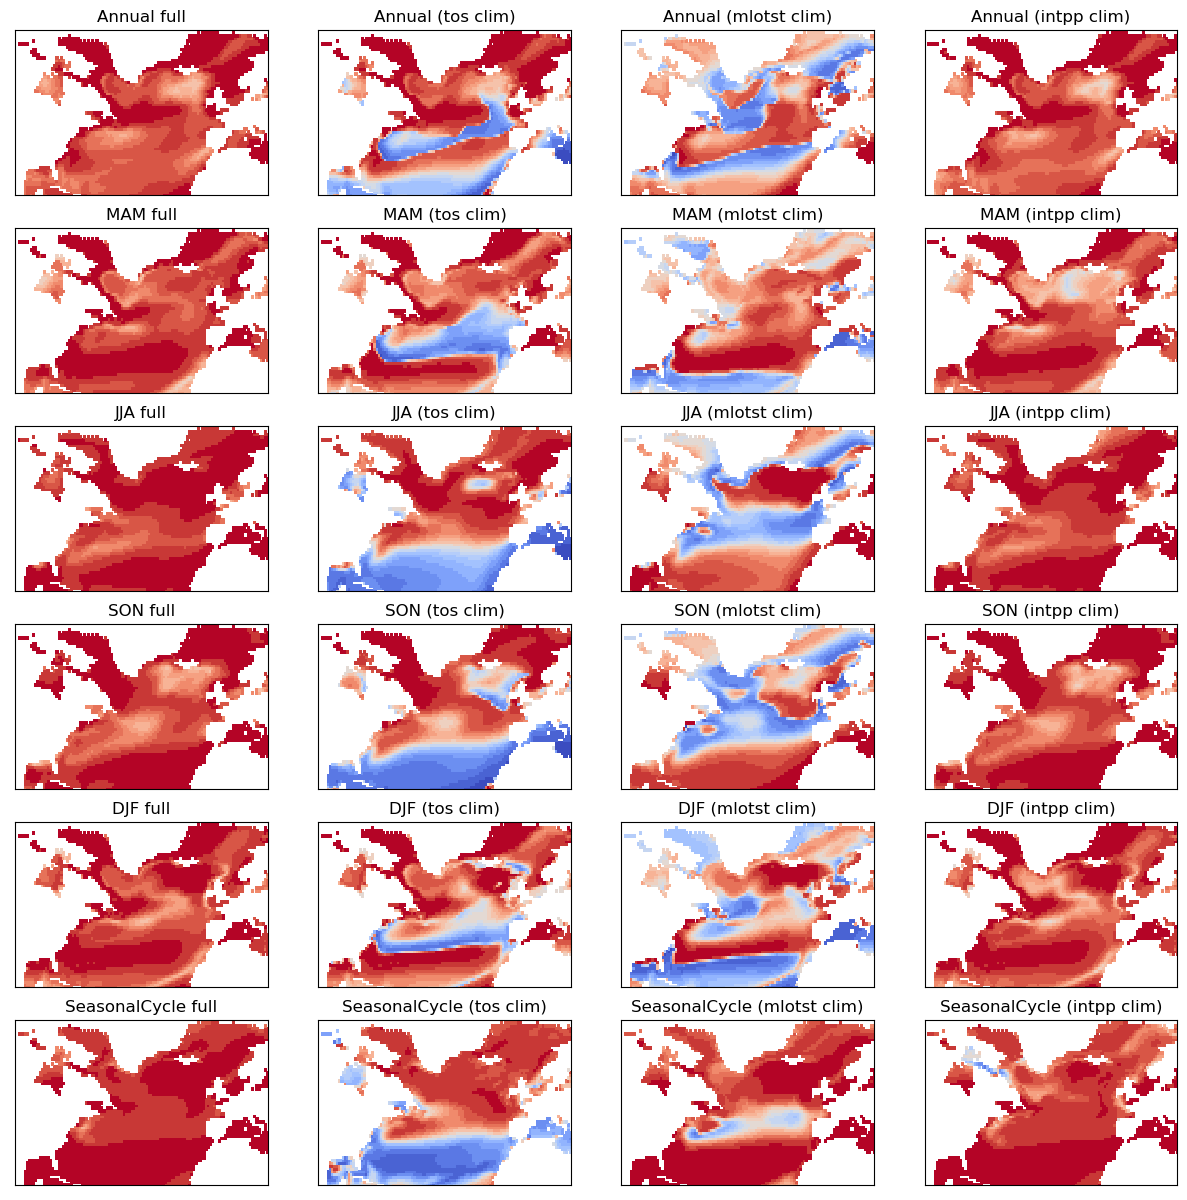 Annual full
Annual (tos clim)
Annual (mlotst clim)
Annual (intpp clim)
MAM full
MAM (tos clim)
MAM (mlotst clim)
MAM (intpp clim)
JJA full
JJA (tos clim)
JJA (mlotst clim)
JJA (intpp clim)
SON full
SON (tos clim)
SON (mlotst clim)
SON (intpp clim)
DJF full
DJF (tos clim)
DJF (mlotst clim)
DJF (intpp clim)
SeasonalCycle full
SeasonalCycle (tos clim)
SeasonalCycle (mlotst clim)
SeasonalCycle (intpp clim)